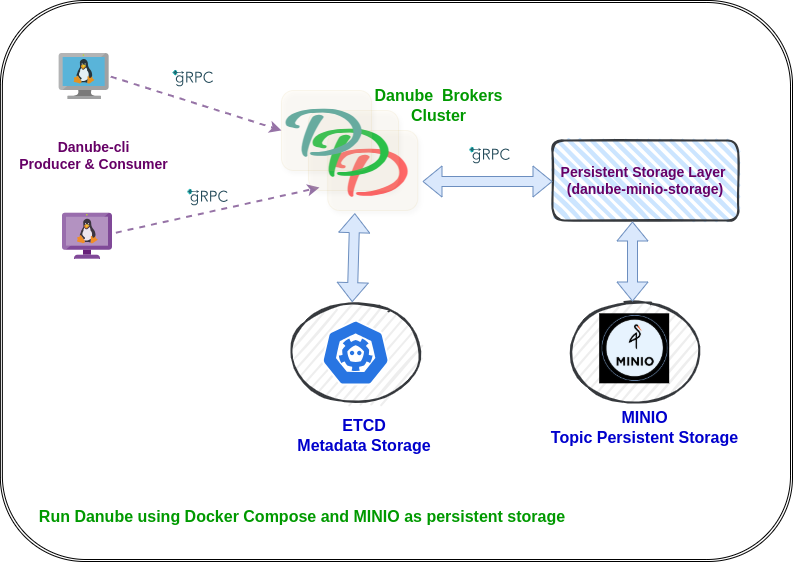 gRPC
Danube Brokers
Cluster
Danube-cli
Producer & Consumer
gRPC
Persistent Storage Layer
(danube-minio-storage)
gRPC
MINIO
ETCD
Metadata Storage
MINIO
Topic Persistent Storage
Run Danube using Docker Compose and MINIO as persistent storage